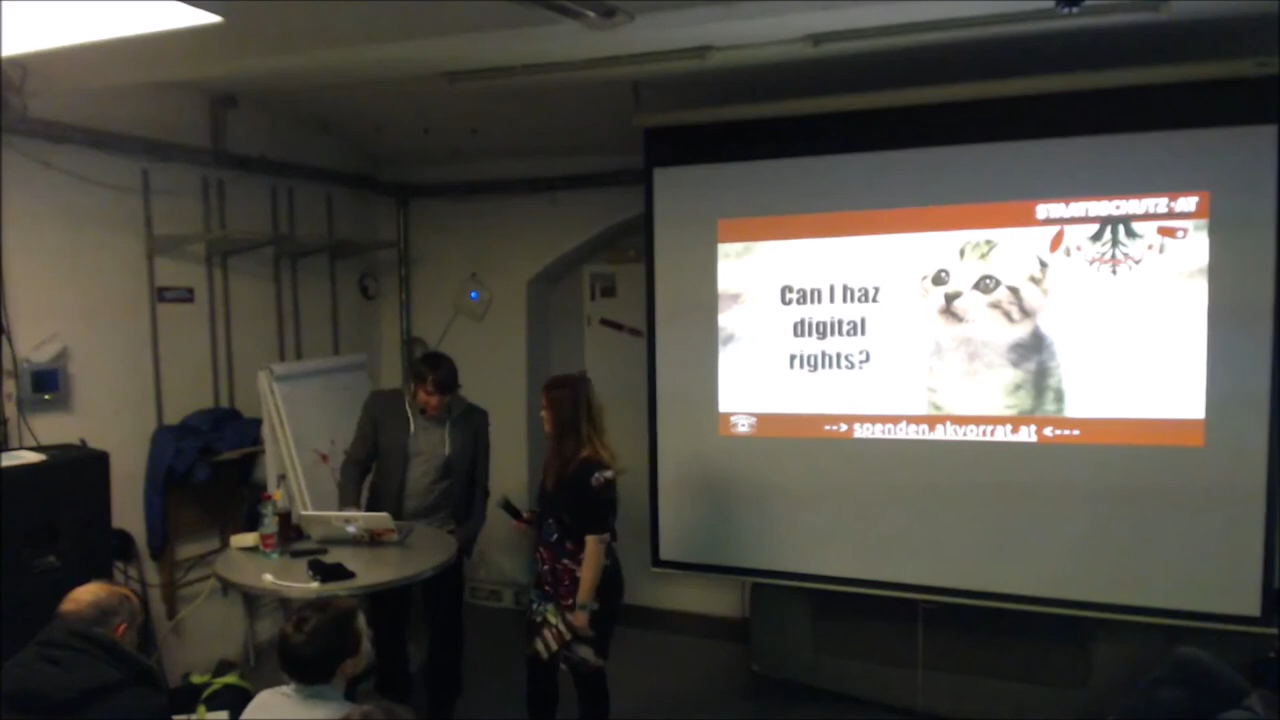 STAATSSCHUTZ·AT
Can I haz
digital
rights?
--> spenden.akvorrat.at <---